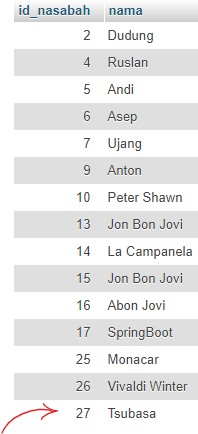 id_nasabah nama
2 Dudung
4 Ruslan
5 Andi
6 Asep
7 Ujang
9 Anton
10 Peter Shawn
13 Jon Bon Jovi
14 La Campanela
15 Jon Bon Jovi
16 Abon Jovi
17 SpringBoot
25 Monacar
26 Vivaldi Winter
27 Tsubasa